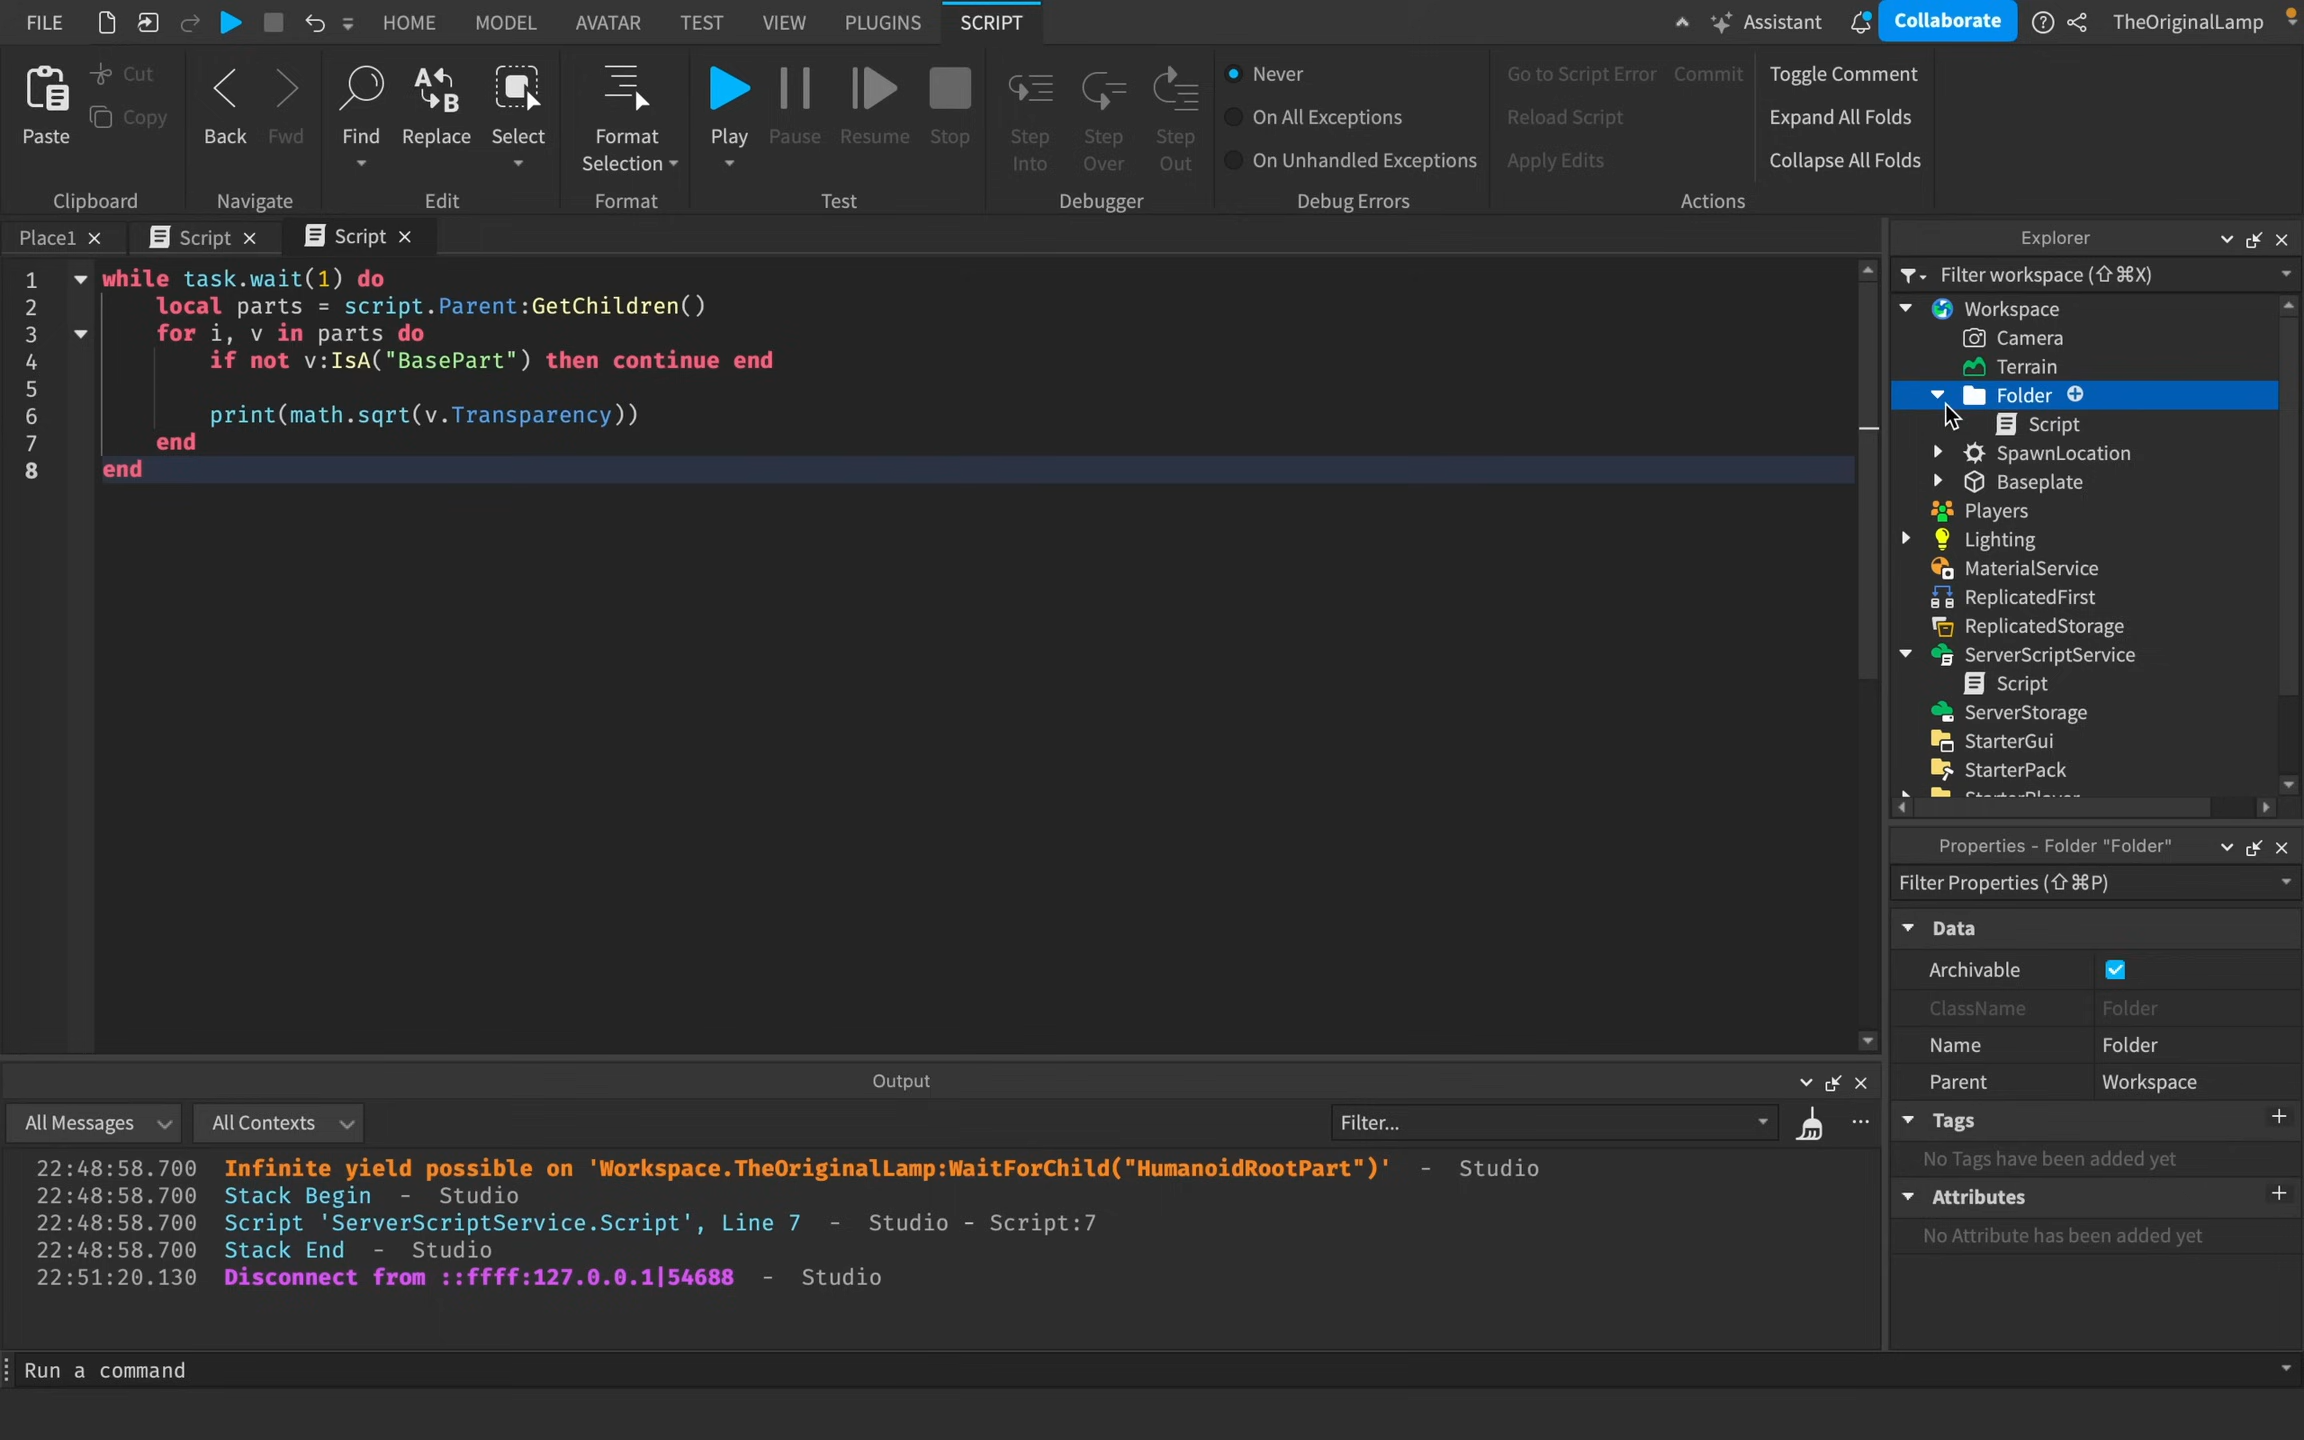 FILE HOME MODEL AVATAR TEST VIEW PLUGINS SCRIPT Assistant Collaborate TheOriginalLamp
Paste Cut Copy
Clipboard
Back Fwd
Navigate
Find Replace Select
Edit
Format Selection
Format
Play Pause Resume Stop
Test
Step Into Step Over Step Out
Debugger
Never
On All Exceptions
On Unhandled Exceptions
Debug Errors
Go to Script Error Commit
Reload Script
Apply Edits
Toggle Comment
Expand All Folds
Collapse All Folds
Actions
Place1 Script Script
1 while task.wait(1) do
2 local parts = script.Parent:GetChildren()
3 for i, v in parts do
4 if not v:IsA("BasePart") then continue end
5
6 print(math.sqrt(v.Transparency))
7 end
8 end
Explorer
Filter workspace (⇧⌘X)
Workspace
Camera
Terrain
Folder
Script
SpawnLocation
Baseplate
Players
Lighting
MaterialService
ReplicatedFirst
ReplicatedStorage
ServerScriptService
Script
ServerStorage
StarterGui
StarterPack
StarterPlayer
Properties - Folder "Folder"
Filter Properties (⇧⌘P)
Data
Archivable
ClassName Folder
Name Folder
Parent Workspace
Tags
No Tags have been added yet
Attributes
No Attribute has been added yet
Output
All Messages All Contexts Filter...
22:48:58.700 Infinite yield possible on 'Workspace.TheOriginalLamp:WaitForChild("HumanoidRootPart")' - Studio
22:48:58.700 Stack Begin - Studio
22:48:58.700 Script 'ServerScriptService.Script', Line 7 - Studio - Script:7
22:48:58.700 Stack End - Studio
22:51:20.130 Disconnect from ::ffff:127.0.0.1|54688 - Studio
Run a command